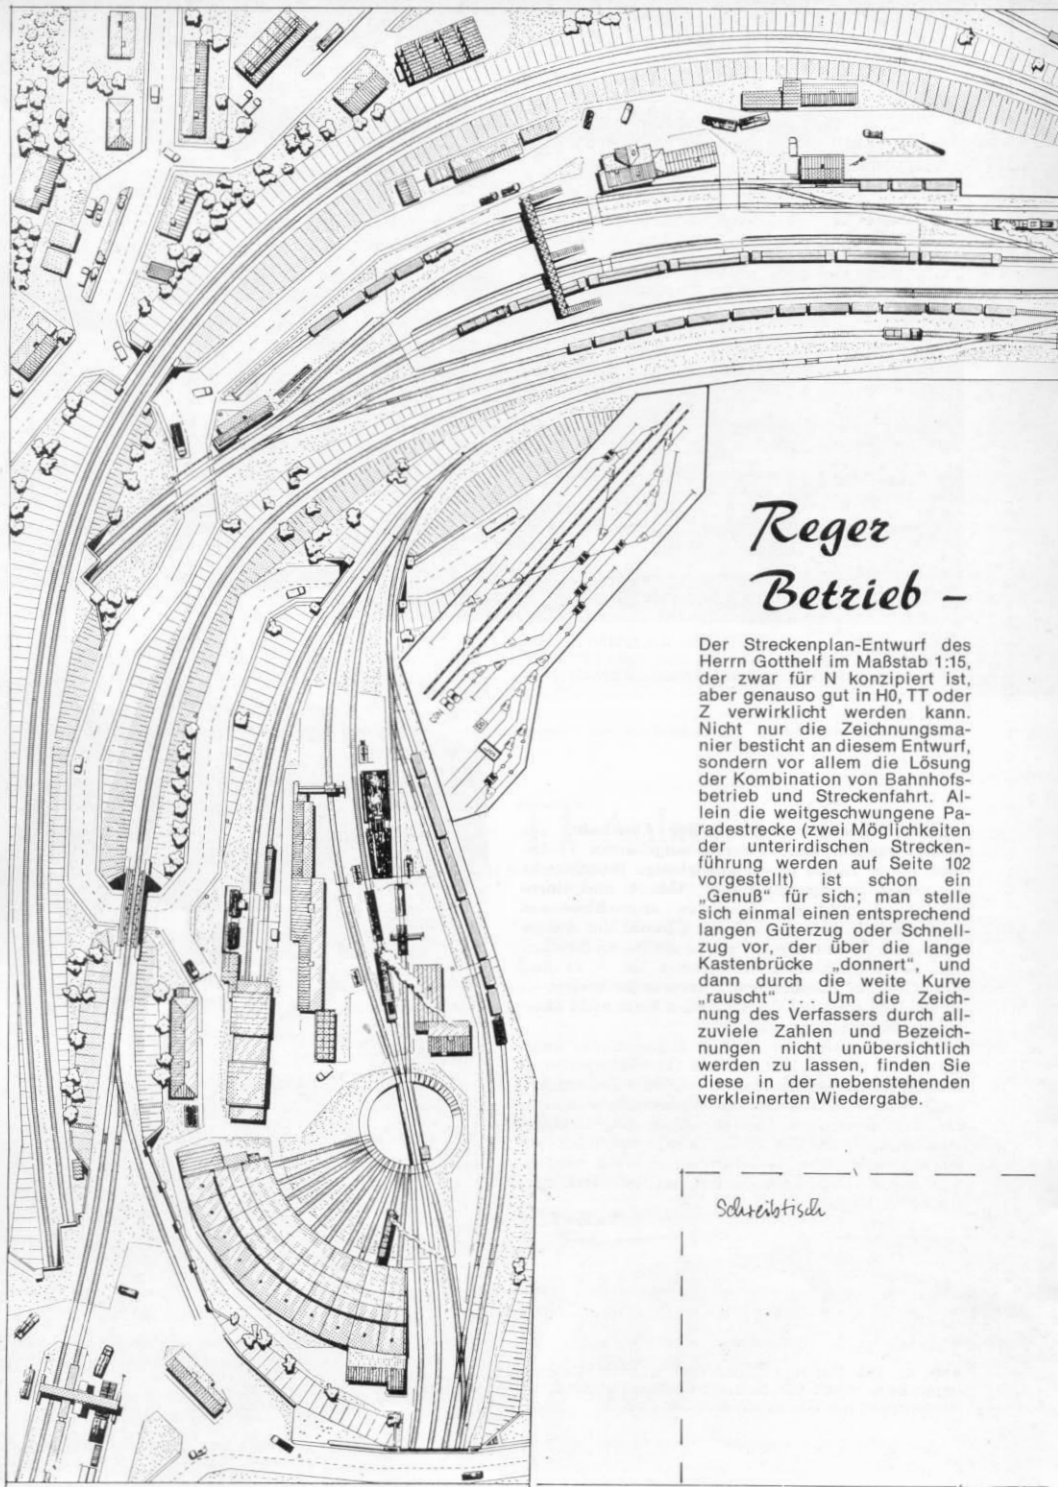 Reger
Betrieb –
Der Streckenplan-Entwurf des
Herrn Gotthelf im Maßstab 1:15,
der zwar für N konzipiert ist,
aber genauso gut in H0, TT oder
Z verwirklicht werden kann.
Nicht nur die Zeichnungsma-
nier besticht an diesem Entwurf,
sondern vor allem die Lösung
der Kombination von Bahnhofs-
betrieb und Streckenfahrt. Al-
lein die weitgeschwungene Pa-
radestrecke (zwei Möglichkeiten
der unterirdischen Strecken-
führung werden auf Seite 102
vorgestellt) ist schon ein
„Genuß“ für sich; man stelle
sich einmal einen entsprechend
langen Güterzug oder Schnell-
zug vor, der über die lange
Kastenbrücke „donnert“, und
dann durch die weite Kurve
„rauscht“ . . . Um die Zeich-
nung des Verfassers durch all-
zuviele Zahlen und Bezeich-
nungen nicht unübersichtlich
werden zu lassen, finden Sie
diese in der nebenstehenden
verkleinerten Wiedergabe.
Schreibtisch